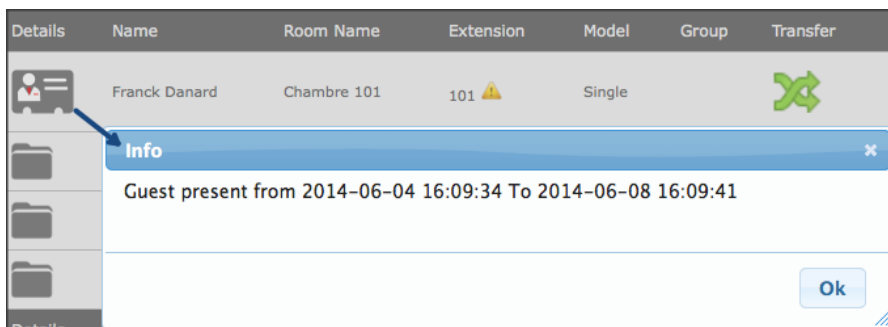 Details Name Room Name Extension Model Group Transfer
Franck Danard Chambre 101 101 Single
Info
Guest present from 2014-06-04 16:09:34 To 2014-06-08 16:09:41
Ok